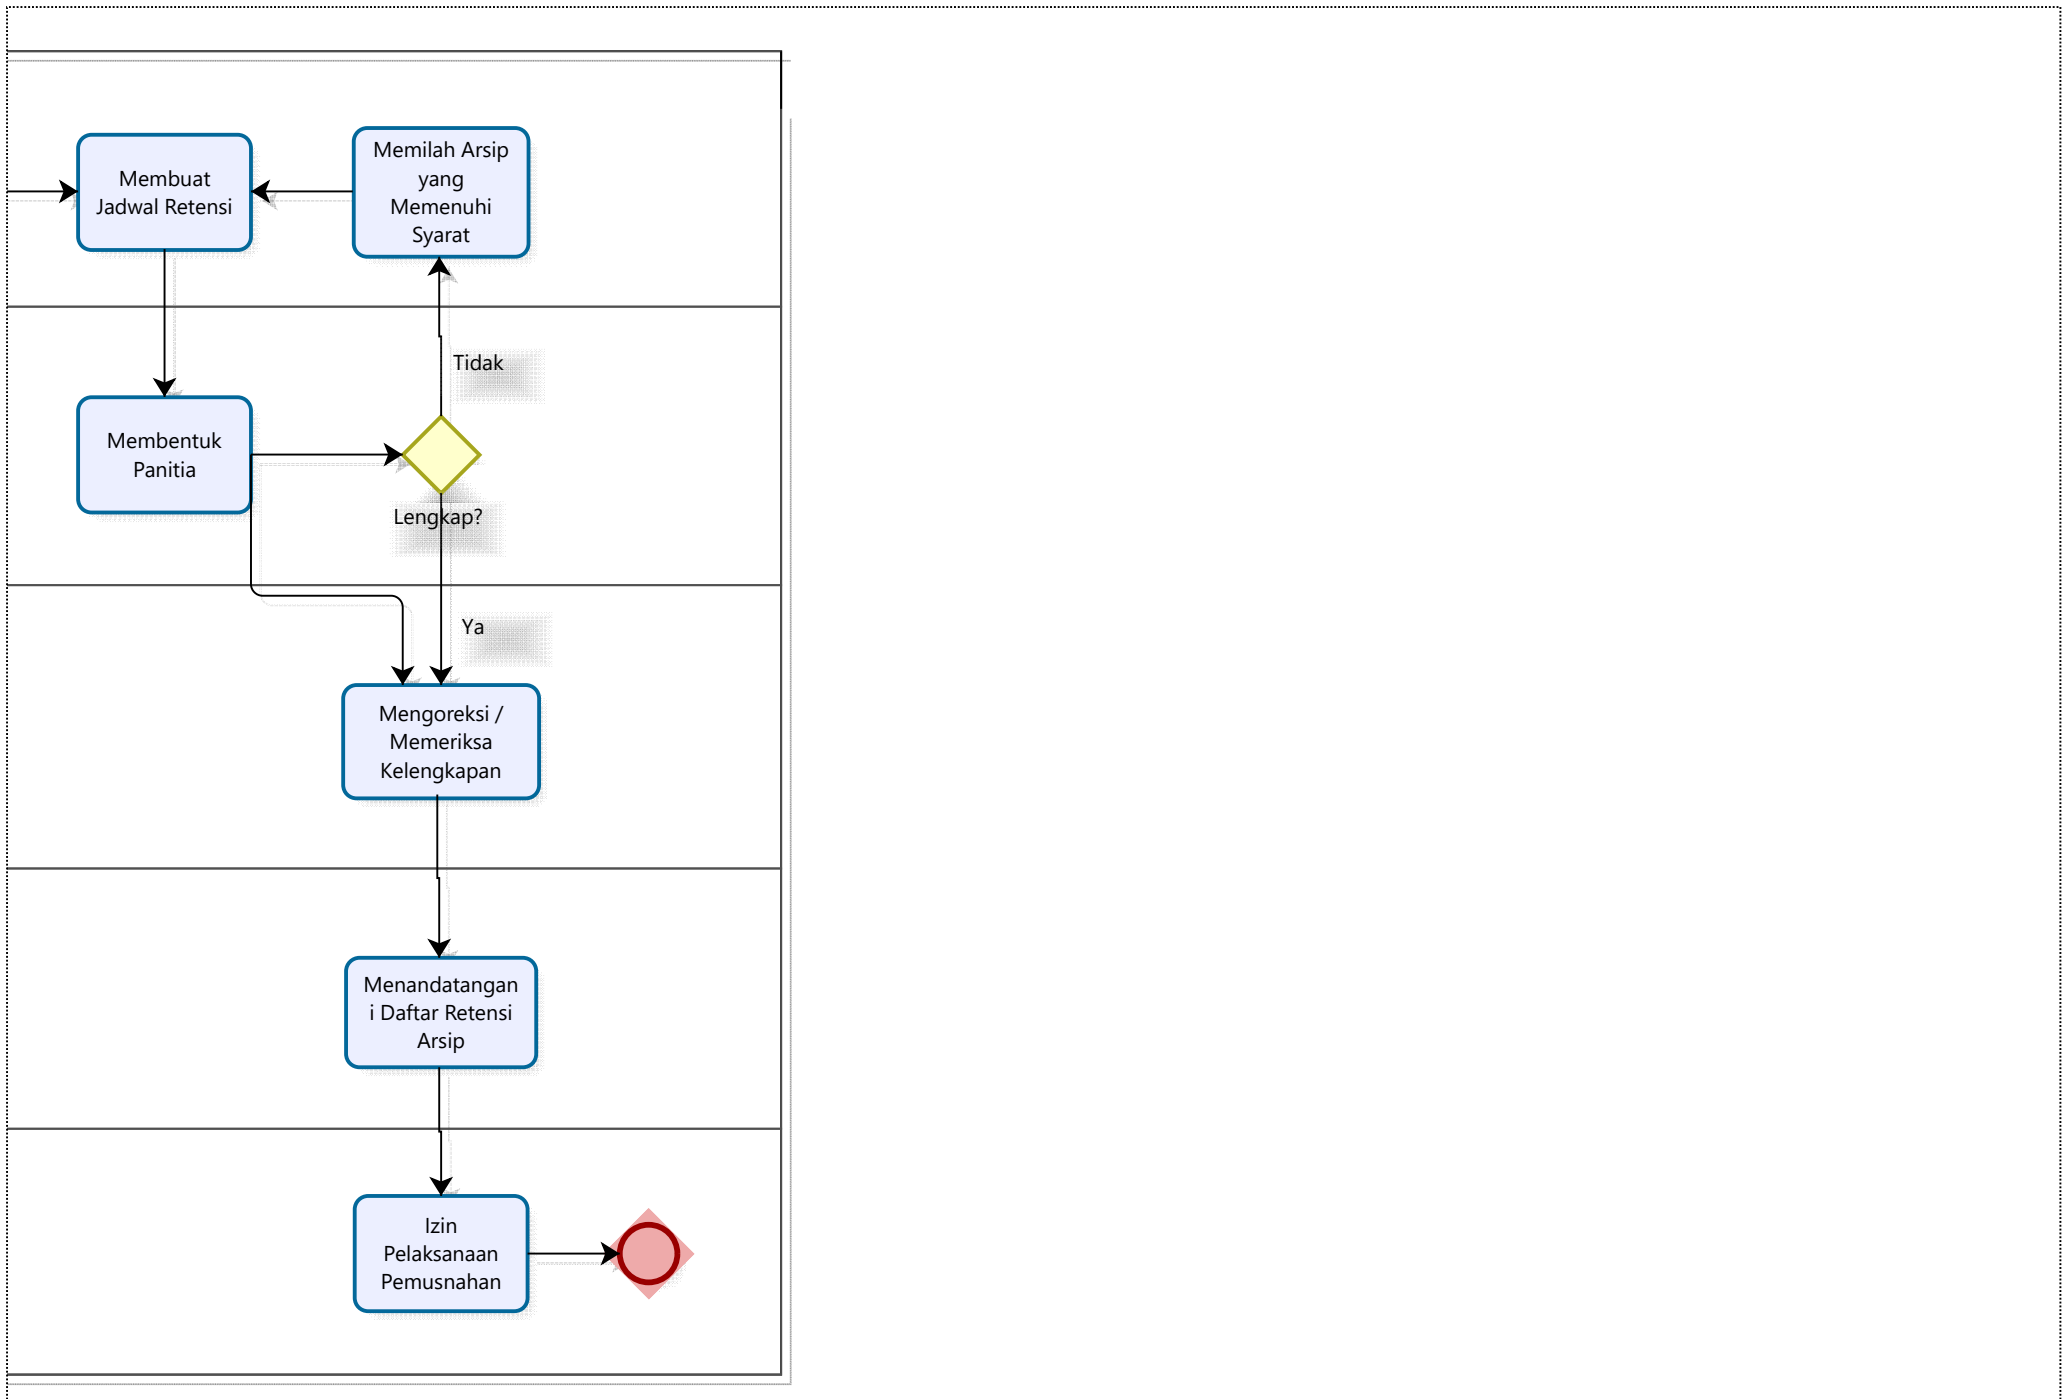 Membuat
Jadwal Retensi
Memilah Arsip
yang
Memenuhi
Syarat
Tidak
Membentuk
Panitia
Lengkap?
Ya
Mengoreksi /
Memeriksa
Kelengkapan
Menandatangan
i Daftar Retensi
Arsip
Izin
Pelaksanaan
Pemusnahan